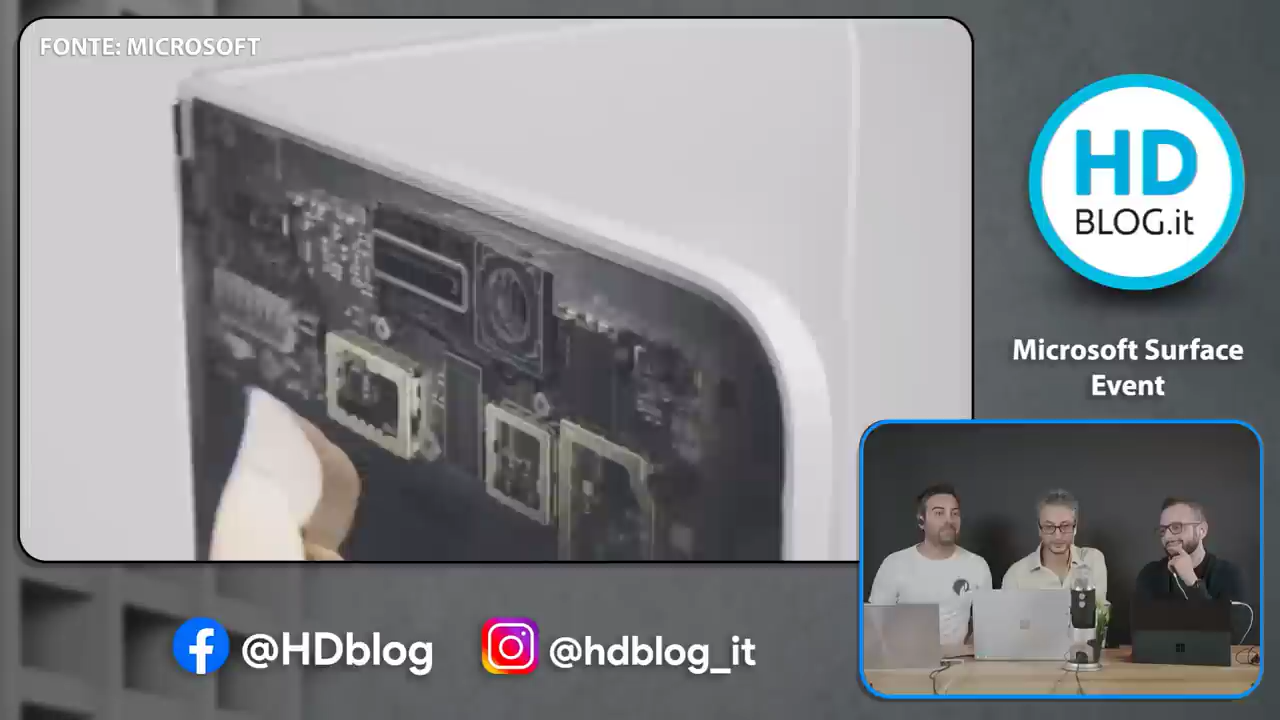 FONTE: MICROSOFT
HD
BLOG.it
Microsoft Surface
Event
@HDblog
@hdblog_it